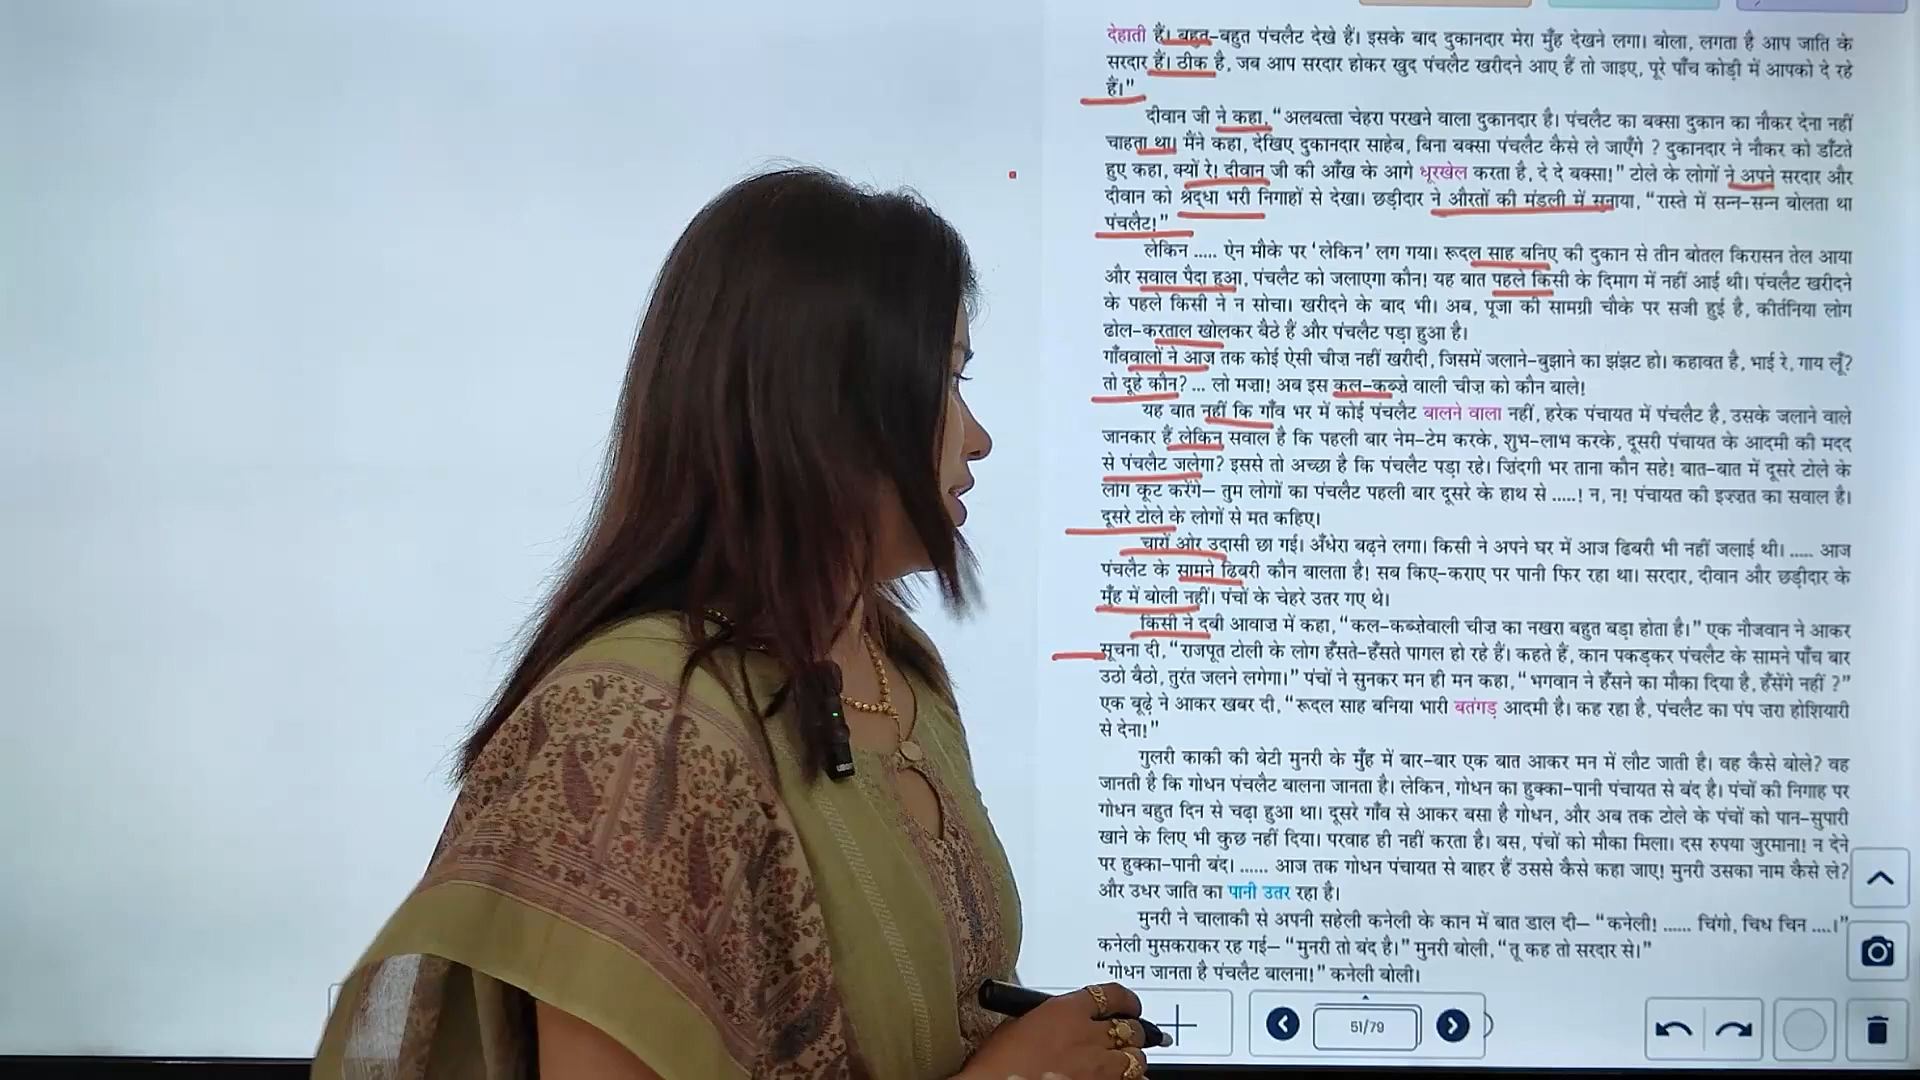 देहाती हैं। बहुत-बहुत पंचलैट देखे हैं। इसके बाद दुकानदार मेरा मुँह देखने लगा। बोला, लगता है आप जाति के
सरदार हैं। ठीक है, जब आप सरदार होकर खुद पंचलैट खरीदने आए हैं तो जाइए, पूरे पाँच कोड़ी में आपको दे रहे
हैं।”
दीवान जी ने कहा, “अलबत्ता चेहरा परखने वाला दुकानदार है। पंचलैट का बक्सा दुकान का नौकर देना नहीं
चाहता था। मैंने कहा, देखिए दुकानदार साहेब, बिना बक्सा पंचलैट कैसे ले जाएँगे ? दुकानदार ने नौकर को डाँटते
हुए कहा, क्यों रे! दीवान जी की आँख के आगे धूरखेल करता है, दे दे बक्सा!” टोले के लोगों ने अपने सरदार और
दीवान को श्रद्धा भरी निगाहों से देखा। छड़ीदार ने औरतों की मंडली में सुनाया, “रास्ते में सन्न-सन्न बोलता था
पंचलैट!”
लेकिन ..... ऐन मौके पर ‘लेकिन’ लग गया। रूदल साह बनिए की दुकान से तीन बोतल किरासन तेल आया
और सवाल पैदा हुआ, पंचलैट को जलाएगा कौन! यह बात पहले किसी के दिमाग में नहीं आई थी। पंचलैट खरीदने
के पहले किसी ने न सोचा। खरीदने के बाद भी। अब, पूजा की सामग्री चौके पर सजी हुई है, कीर्तनिया लोग
ढोल-करताल खोलकर बैठे हैं और पंचलैट पड़ा हुआ है।
गाँववालों ने आज तक कोई ऐसी चीज़ नहीं खरीदी, जिसमें जलाने-बुझाने का झंझट हो। कहावत है, भाई रे, गाय लूँ?
तो दूहे कौन? ... लो मज़ा! अब इस कल-कब्ज़े वाली चीज़ को कौन बाले!
यह बात नहीं कि गाँव भर में कोई पंचलैट बालने वाला नहीं, हरेक पंचायत में पंचलैट है, उसके जलाने वाले
जानकार हैं लेकिन सवाल है कि पहली बार नेम-टेम करके, शुभ-लाभ करके, दूसरी पंचायत के आदमी की मदद
से पंचलैट जलेगा? इससे तो अच्छा है कि पंचलैट पड़ा रहे। ज़िंदगी भर ताना कौन सहे! बात-बात में दूसरे टोले के
लोग कूट करेंगे– तुम लोगों का पंचलैट पहली बार दूसरे के हाथ से .....! न, न! पंचायत की इज़्ज़त का सवाल है।
दूसरे टोले के लोगों से मत कहिए।
चारों ओर उदासी छा गई। अँधेरा बढ़ने लगा। किसी ने अपने घर में आज ढिबरी भी नहीं जलाई थी। ..... आज
पंचलैट के सामने ढिबरी कौन बालता है! सब किए-कराए पर पानी फिर रहा था। सरदार, दीवान और छड़ीदार के
मुँह में बोली नहीं। पंचों के चेहरे उतर गए थे।
किसी ने दबी आवाज़ में कहा, “कल-कब्ज़ेवाली चीज़ का नखरा बहुत बड़ा होता है।” एक नौजवान ने आकर
सूचना दी, “राजपूत टोली के लोग हँसते-हँसते पागल हो रहे हैं। कहते हैं, कान पकड़कर पंचलैट के सामने पाँच बार
उठो बैठो, तुरंत जलने लगेगा।” पंचों ने सुनकर मन ही मन कहा, “भगवान ने हँसने का मौका दिया है, हँसेंगे नहीं ?”
एक बूढ़े ने आकर खबर दी, “रूदल साह बनिया भारी बतंगड़ आदमी है। कह रहा है, पंचलैट का पंप ज़रा होशियारी
से देना!”
गुलरी काकी की बेटी मुनरी के मुँह में बार-बार एक बात आकर मन में लौट जाती है। वह कैसे बोले? वह
जानती है कि गोधन पंचलैट बालना जानता है। लेकिन, गोधन का हुक्का-पानी पंचायत से बंद है। पंचों की निगाह पर
गोधन बहुत दिन से चढ़ा हुआ था। दूसरे गाँव से आकर बसा है गोधन, और अब तक टोले के पंचों को पान-सुपारी
खाने के लिए भी कुछ नहीं दिया। परवाह ही नहीं करता है। बस, पंचों को मौका मिला। दस रुपया जुरमाना! न देने
पर हुक्का-पानी बंद। ...... आज तक गोधन पंचायत से बाहर हैं उससे कैसे कहा जाए! मुनरी उसका नाम कैसे ले?
और उधर जाति का पानी उतर रहा है।
मुनरी ने चालाकी से अपनी सहेली कनेली के कान में बात डाल दी– “कनेली! ...... चिंगो, चिध चिन ....।”
कनेली मुसकराकर रह गई– “मुनरी तो बंद है।” मुनरी बोली, “तू कह तो सरदार से।”
“गोधन जानता है पंचलैट बालना!” कनेली बोली।
51/79